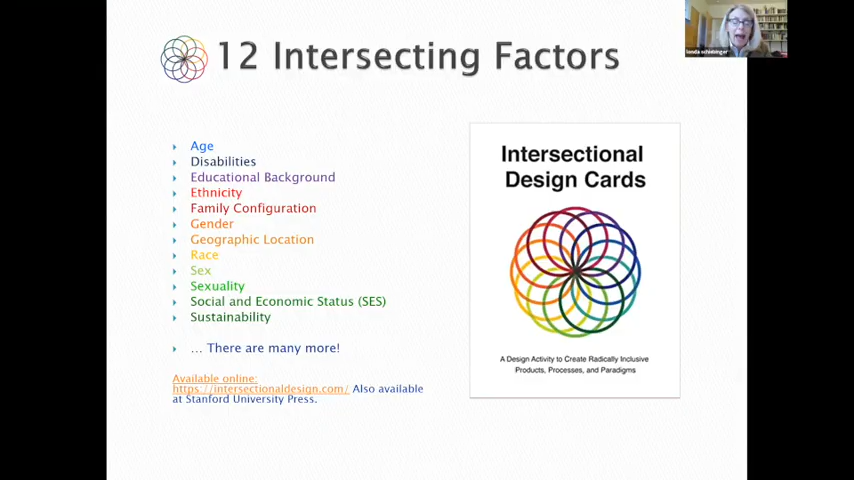 londa schiebinger
12 Intersecting Factors
Age
Disabilities
Educational Background
Ethnicity
Family Configuration
Gender
Geographic Location
Race
Sex
Sexuality
Social and Economic Status (SES)
Sustainability
... There are many more!
Available online:
https://intersectionaldesign.com/ Also available
at Stanford University Press.
Intersectional
Design Cards
A Design Activity to Create Radically Inclusive
Products, Processes, and Paradigms